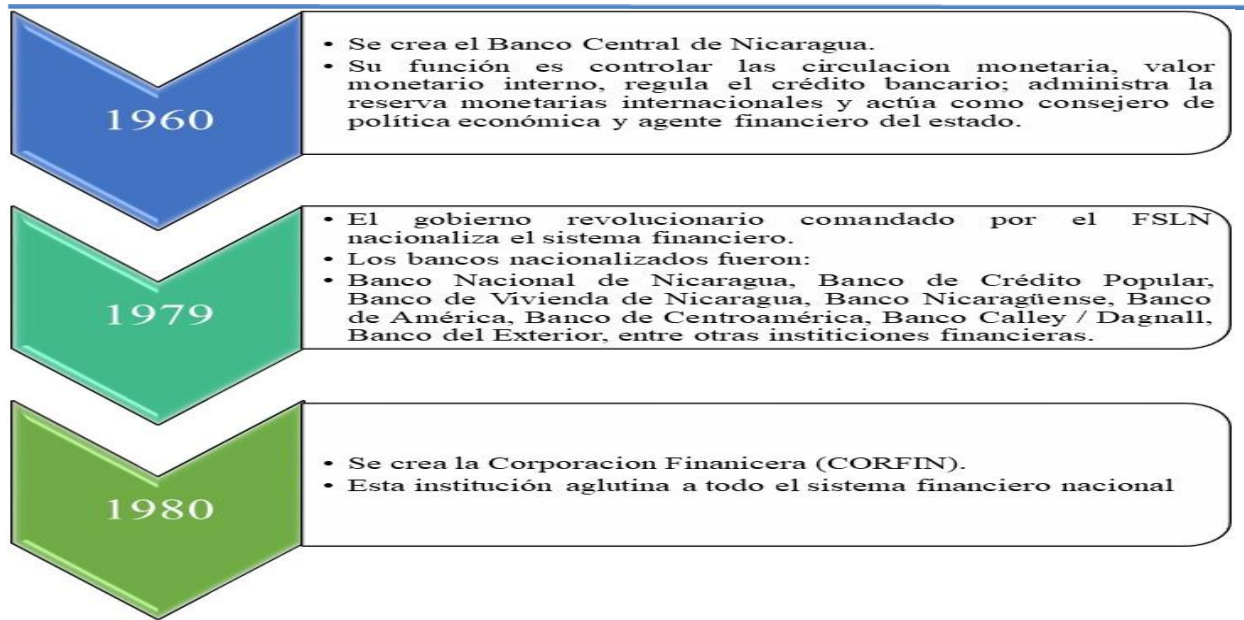 1960
• Se crea el Banco Central de Nicaragua.
• Su función es controlar las circulacion monetaria, valor
monetario interno, regula el crédito bancario; administra la
reserva monetarias internacionales y actúa como consejero de
política económica y agente financiero del estado.
1979
• El gobierno revolucionario comandado por el FSLN
nacionaliza el sistema financiero.
• Los bancos nacionalizados fueron:
• Banco Nacional de Nicaragua, Banco de Crédito Popular,
Banco de Vivienda de Nicaragua, Banco Nicaragüense, Banco
de América, Banco de Centroamérica, Banco Calley / Dagnall,
Banco del Exterior, entre otras institiciones financieras.
1980
• Se crea la Corporacion Finanicera (CORFIN).
• Esta institución aglutina a todo el sistema financiero nacional